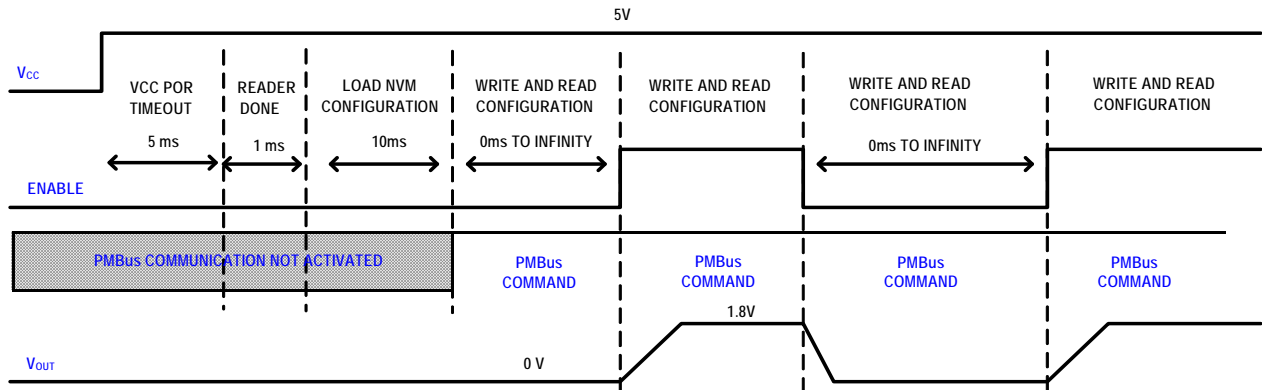 5V
VCC
VCC POR
TIMEOUT
5 ms
READER
DONE
1 ms
LOAD NVM
CONFIGURATION
10ms
WRITE AND READ
CONFIGURATION
0ms TO INFINITY
WRITE AND READ
CONFIGURATION
WRITE AND READ
CONFIGURATION
0ms TO INFINITY
WRITE AND READ
CONFIGURATION
ENABLE
PMBus COMMUNICATION NOT ACTIVATED
PMBus
COMMAND
PMBus
COMMAND
PMBus
COMMAND
PMBus
COMMAND
1.8V
VOUT
0 V